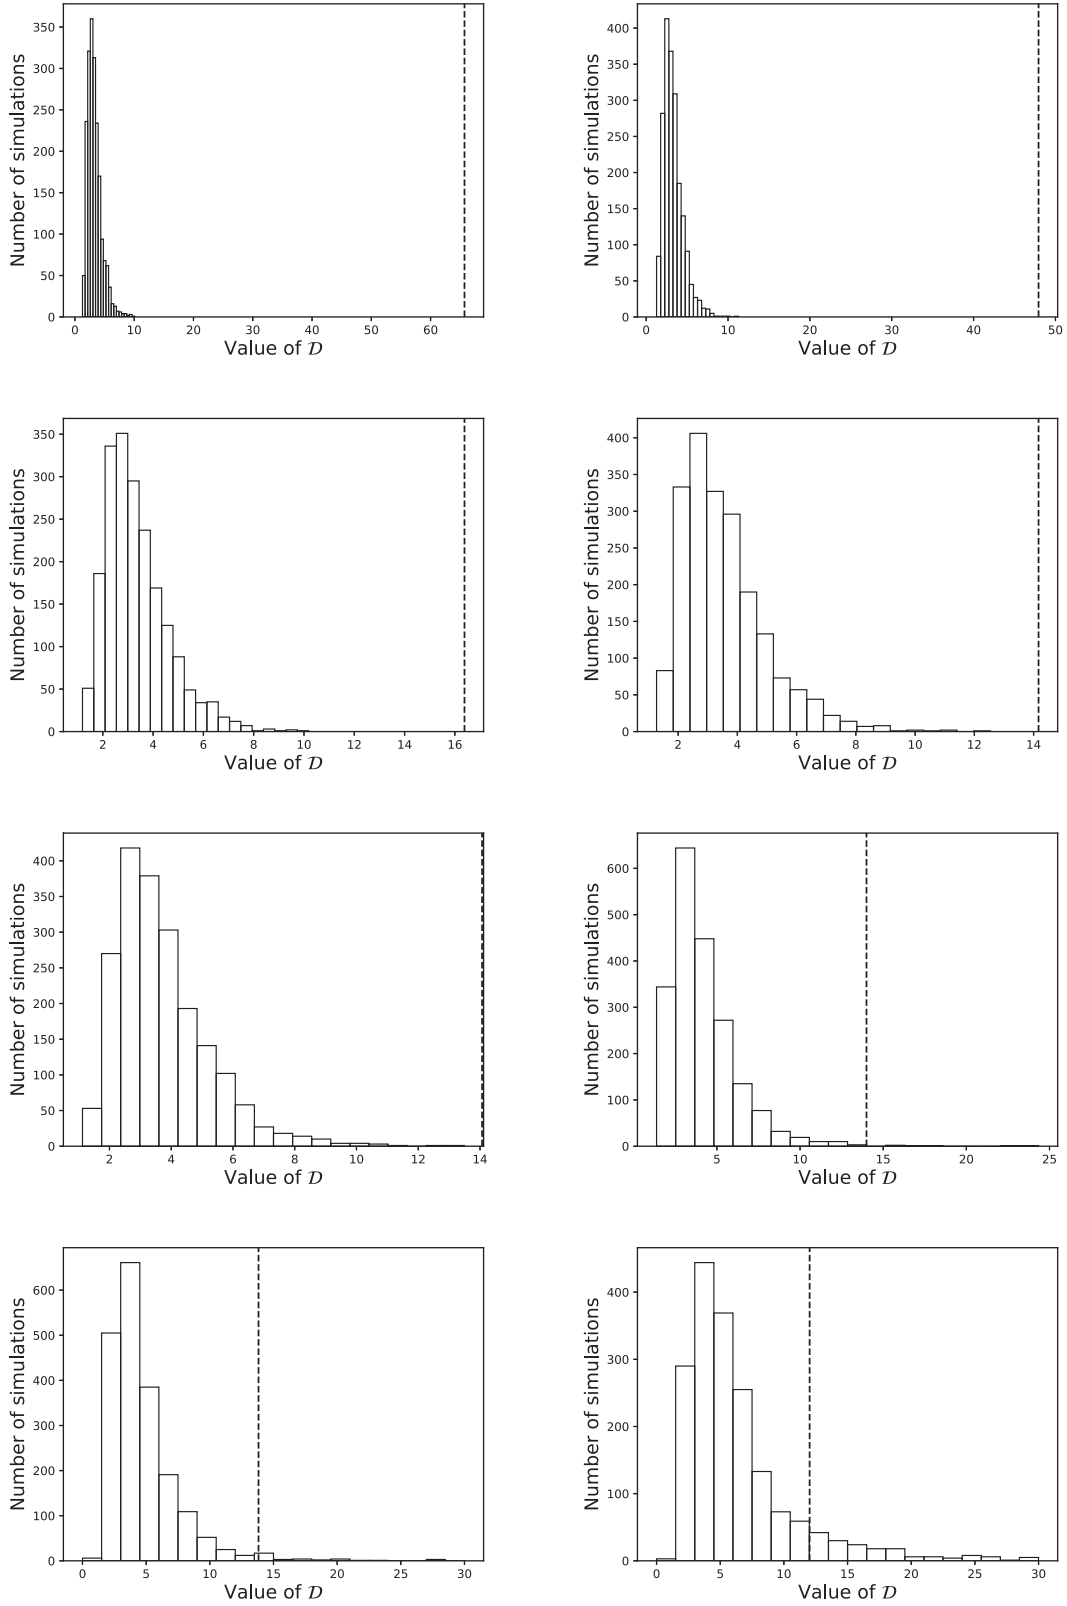 350
300
250
200
150
100
50
0
Number of simulations
0 10 20 30 40 50 60
Value of 𝒟
400
350
300
250
200
150
100
50
0
Number of simulations
0 10 20 30 40 50
Value of 𝒟
350
300
250
200
150
100
50
0
Number of simulations
2 4 6 8 10 12 14 16
Value of 𝒟
400
350
300
250
200
150
100
50
0
Number of simulations
2 4 6 8 10 12 14
Value of 𝒟
400
350
300
250
200
150
100
50
0
Number of simulations
2 4 6 8 10 12 14
Value of 𝒟
600
500
400
300
200
100
0
Number of simulations
5 10 15 20 25
Value of 𝒟
600
500
400
300
200
100
0
Number of simulations
0 5 10 15 20 25 30
Value of 𝒟
400
300
200
100
0
Number of simulations
0 5 10 15 20 25 30
Value of 𝒟